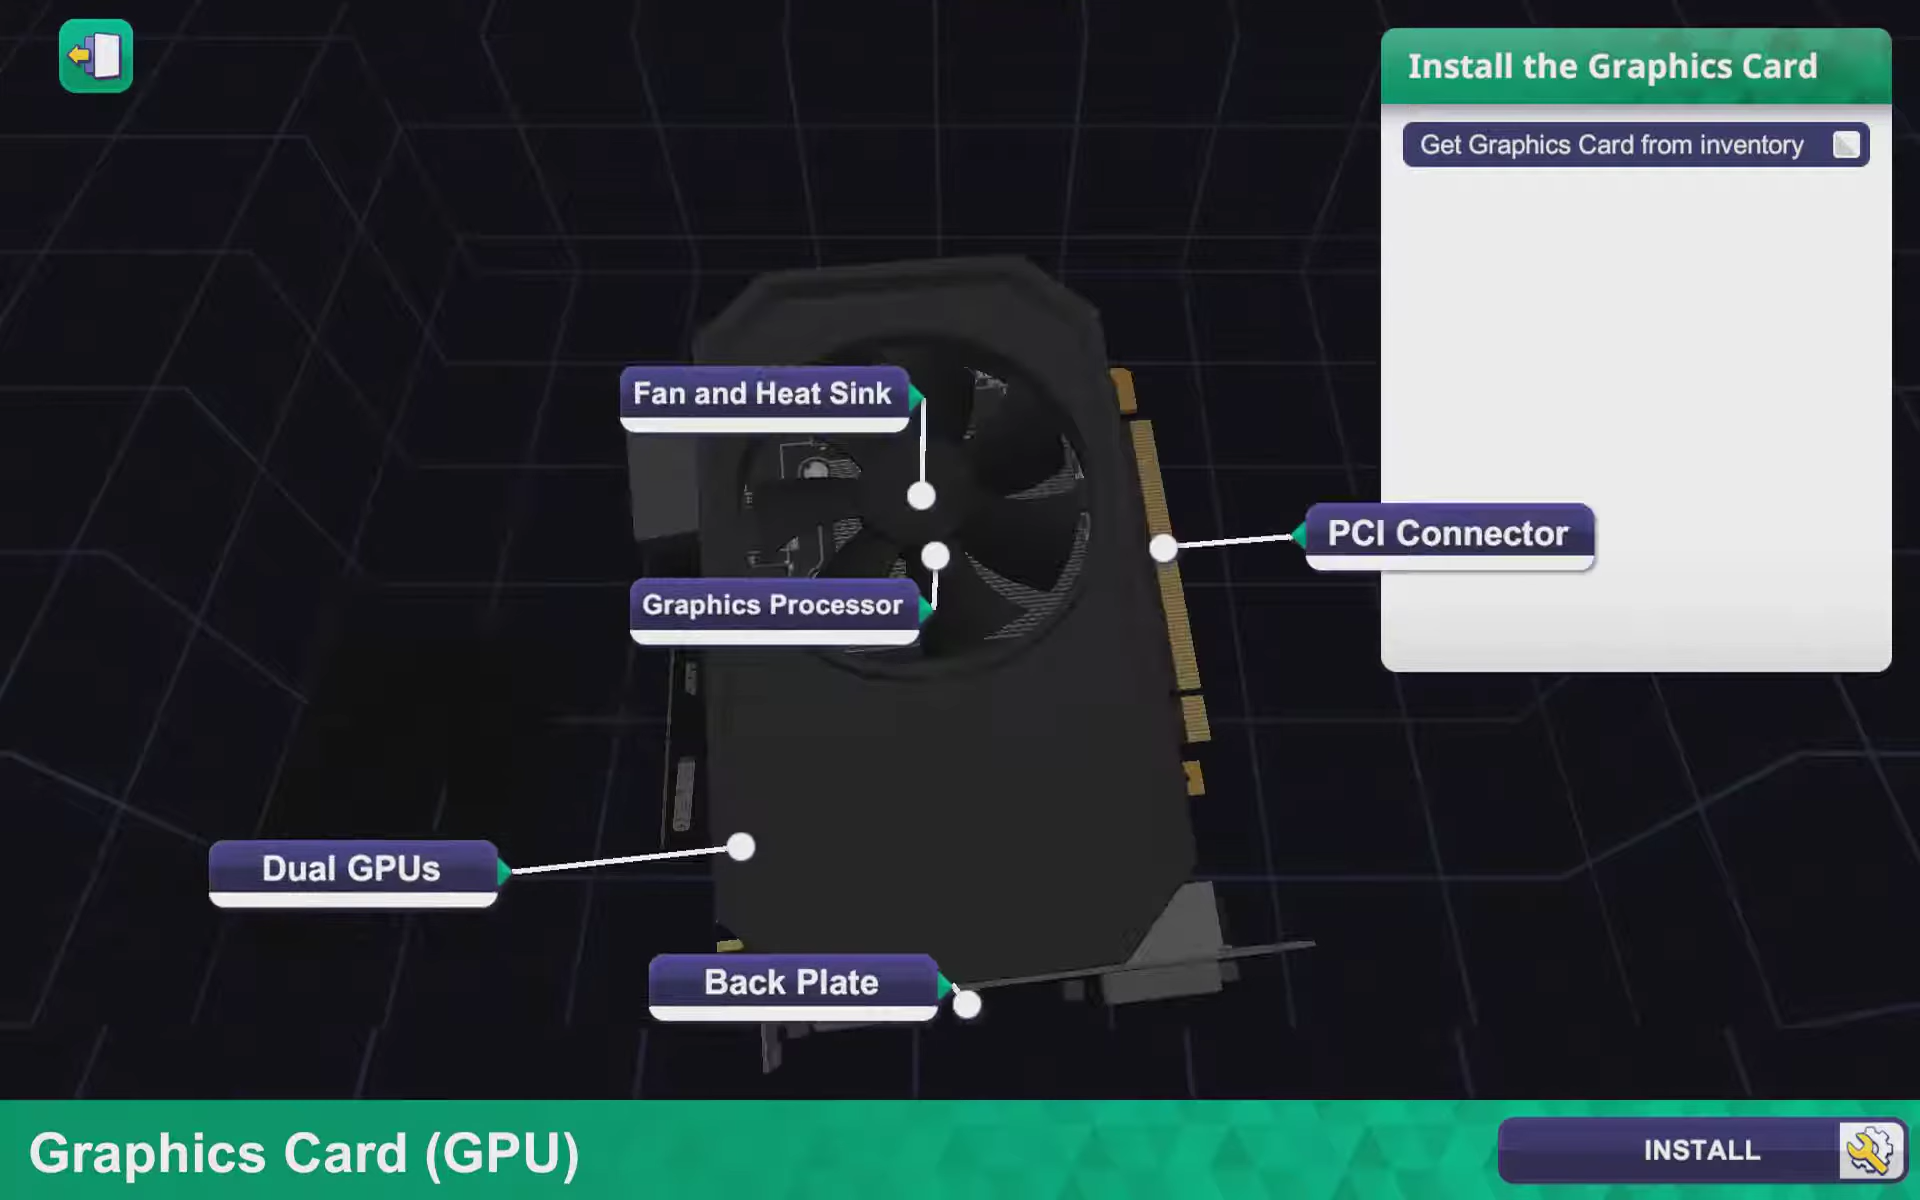 Install the Graphics Card
Get Graphics Card from inventory
Fan and Heat Sink
PCI Connector
Graphics Processor
Dual GPUs
Back Plate
Graphics Card (GPU)
INSTALL